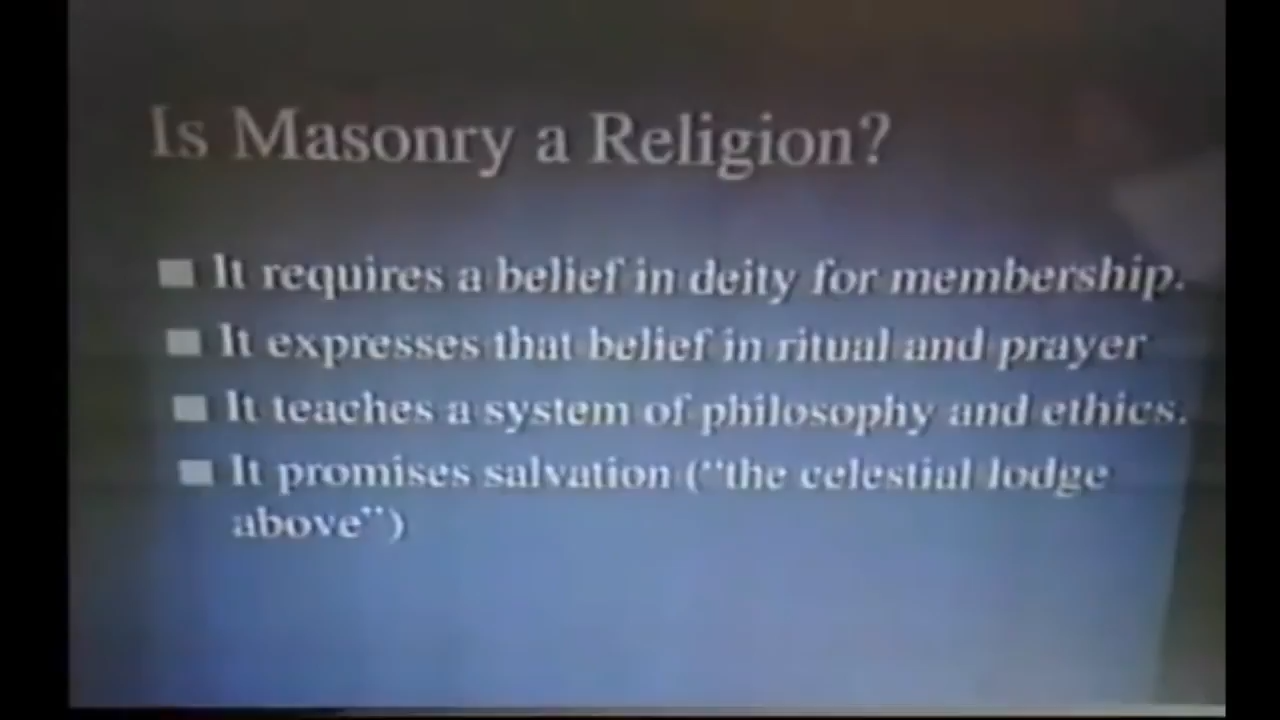 Is Masonry a Religion?
It requires a belief in deity for membership.
It expresses that belief in ritual and prayer
It teaches a system of philosophy and ethics.
It promises salvation (“the celestial lodge
above”)